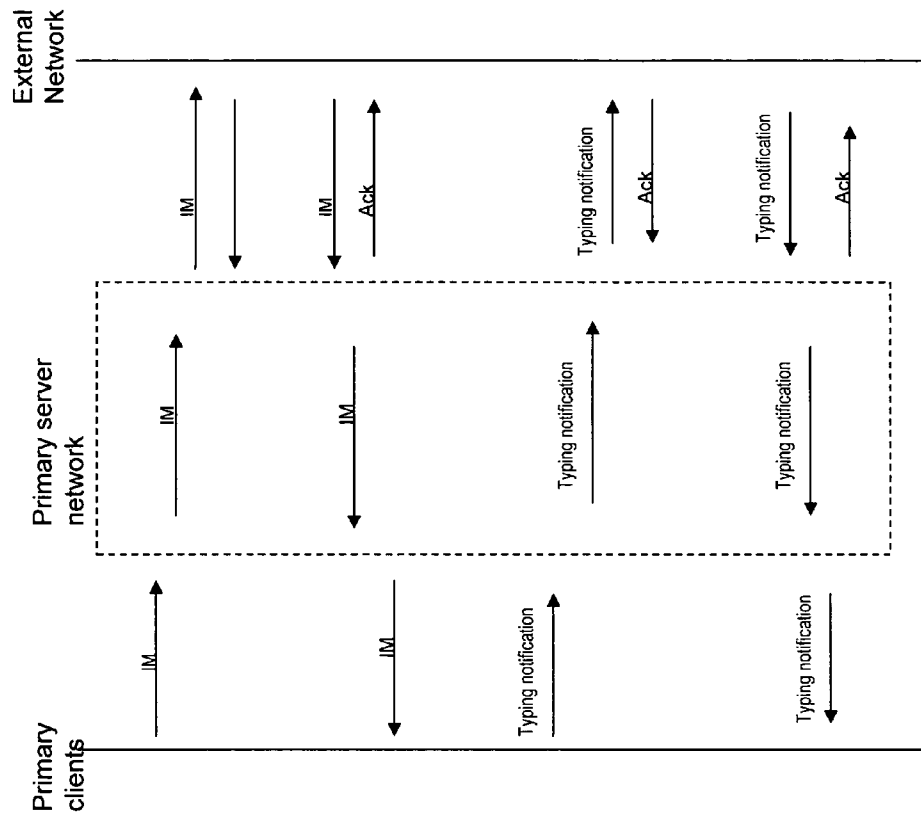 Primary
clients
Primary server
network
External
Network
IM
IM
IM
IM
IM
Ack
IM
Typing notification
Typing notification
Typing notification
Ack
Typing notification
Typing notification
Typing notification
Ack